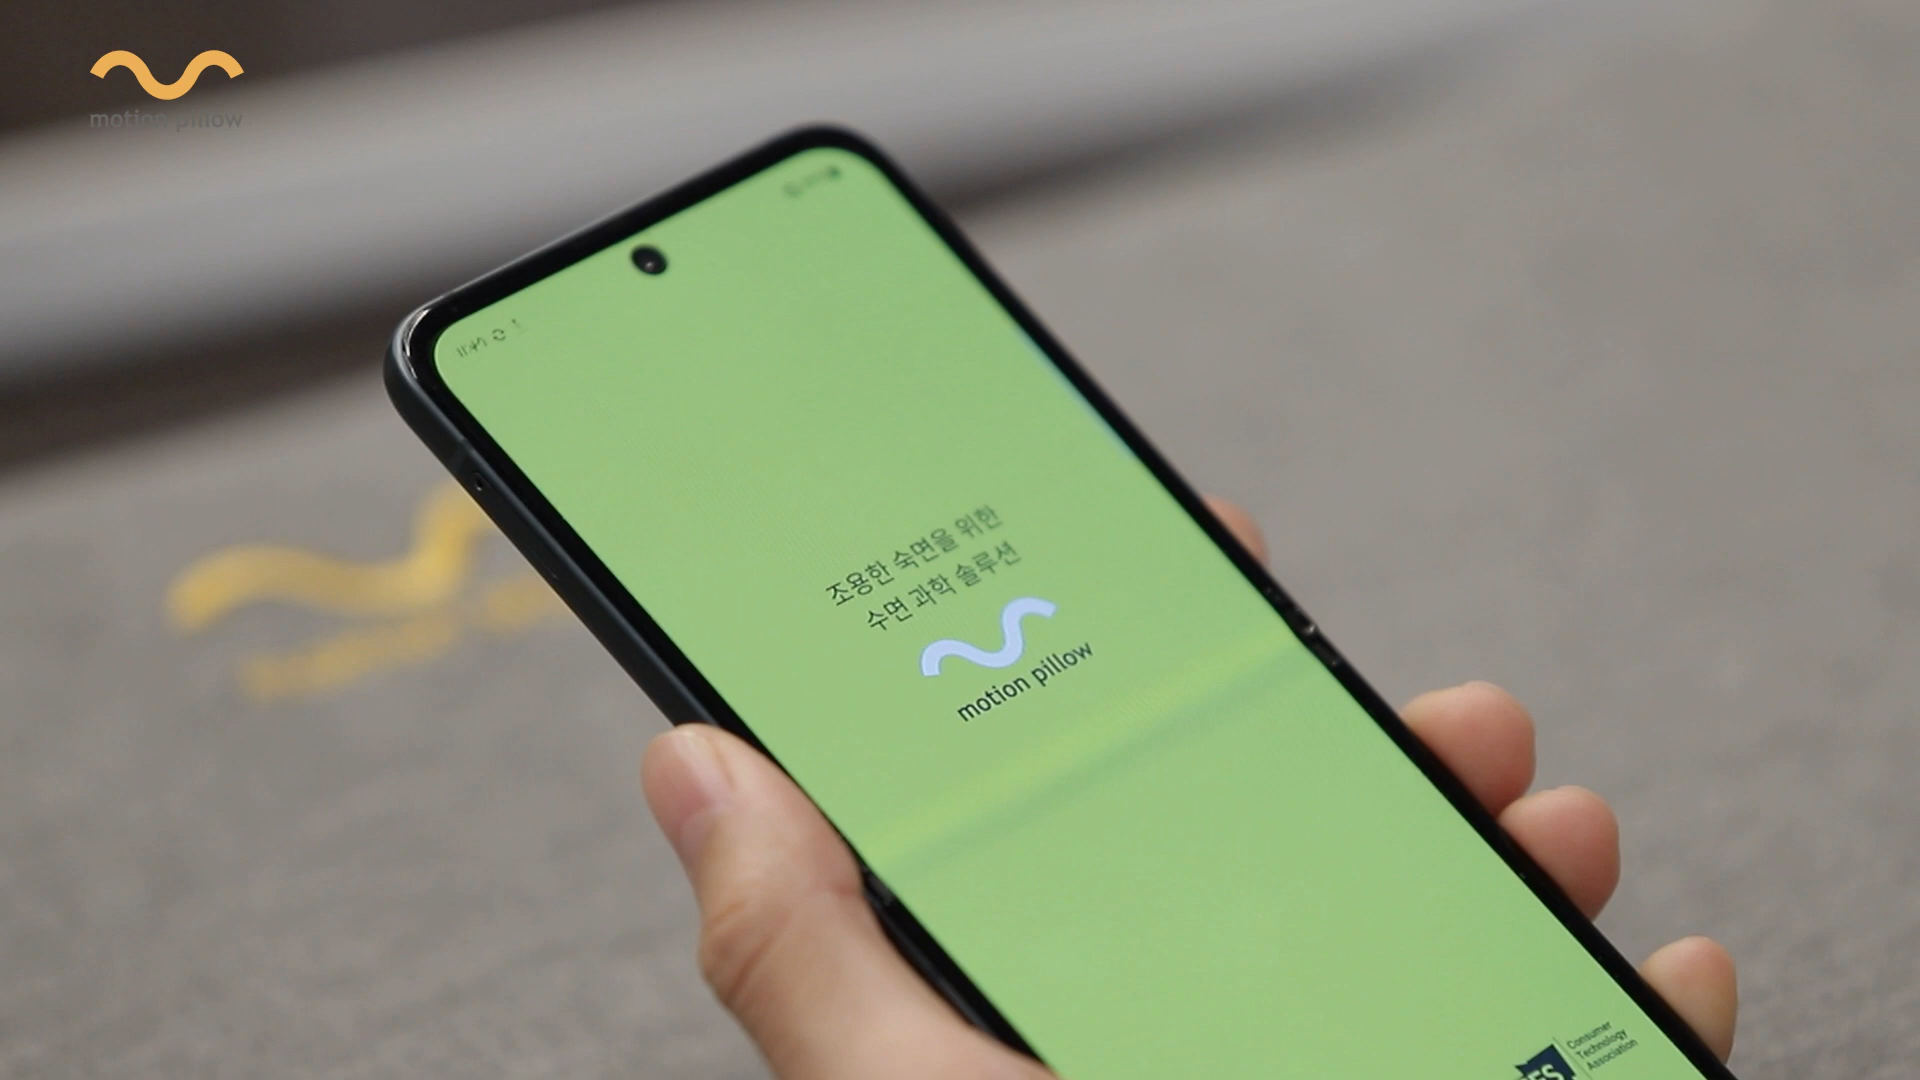 motion pillow
조용한 숙면을 위한
수면 과학 솔루션
motion pillow
Consumer
Technology
Association